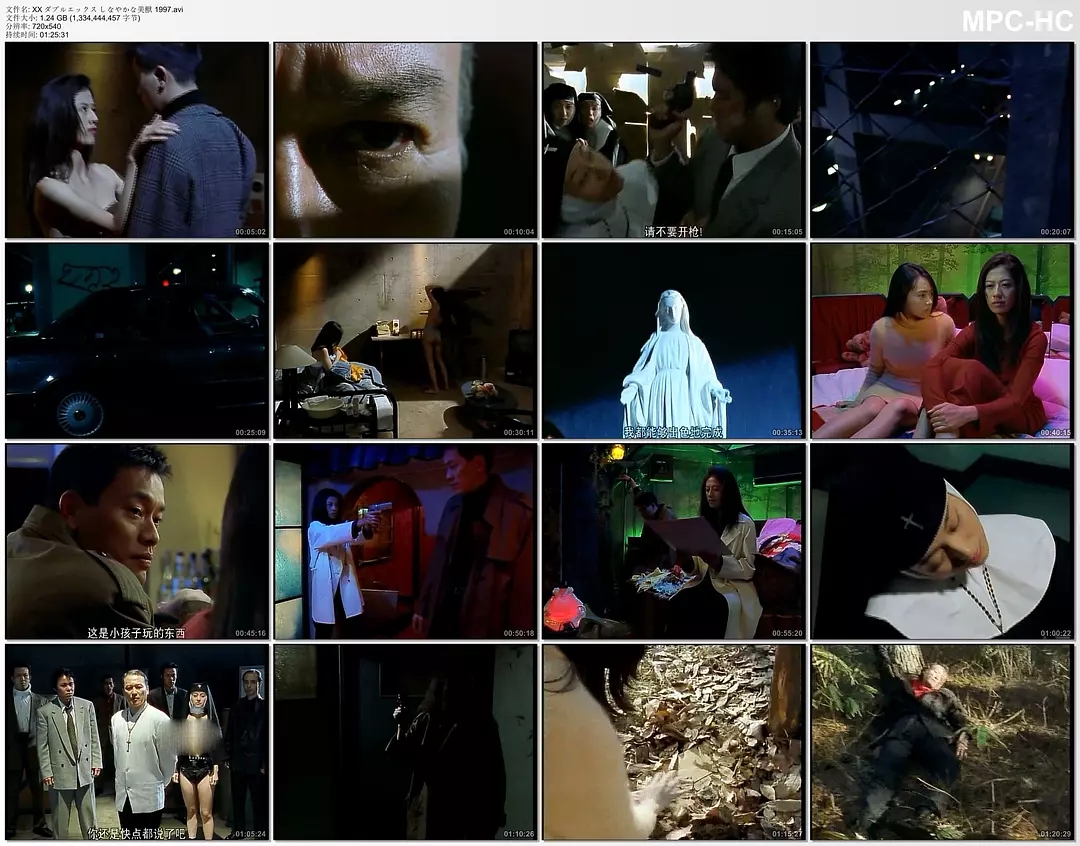 文件名: XX ダブルエックス しなやかな美獣 1997.avi
MPC-HC
文件大小: 1.24 GB (1,334,444,457 字节)
分辨率: 720x540
持续时间: 01:25:31
00:05:02
00:10:04
请不要开枪!
00:15:05
00:20:07
00:25:09
00:30:11
我都能够出色地完成
00:35:13
00:40:15
这是小孩子玩的东西
00:45:16
00:50:18
00:55:20
01:00:22
你还是快点都说了吧
01:05:24
01:10:26
01:15:27
01:20:29